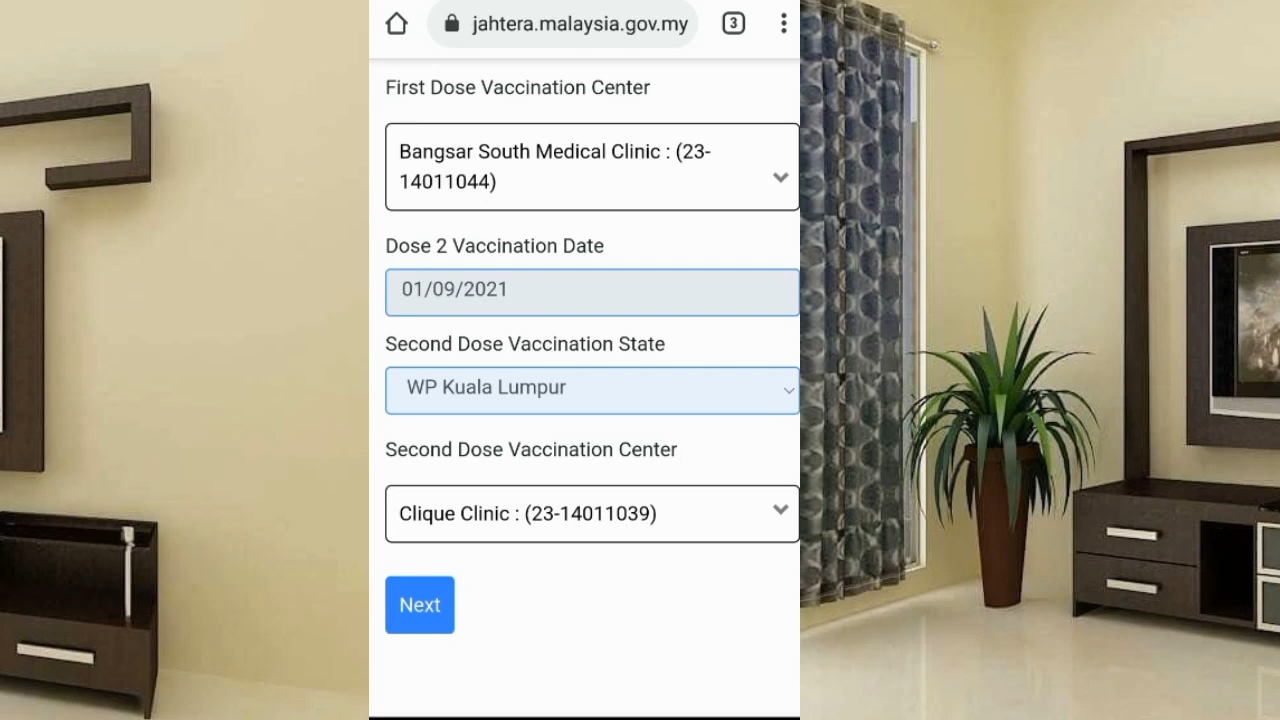 jahtera.malaysia.gov.my
3
First Dose Vaccination Center
Bangsar South Medical Clinic : (23-
14011044)
Dose 2 Vaccination Date
01/09/2021
Second Dose Vaccination State
WP Kuala Lumpur
Second Dose Vaccination Center
Clique Clinic : (23-14011039)
Next